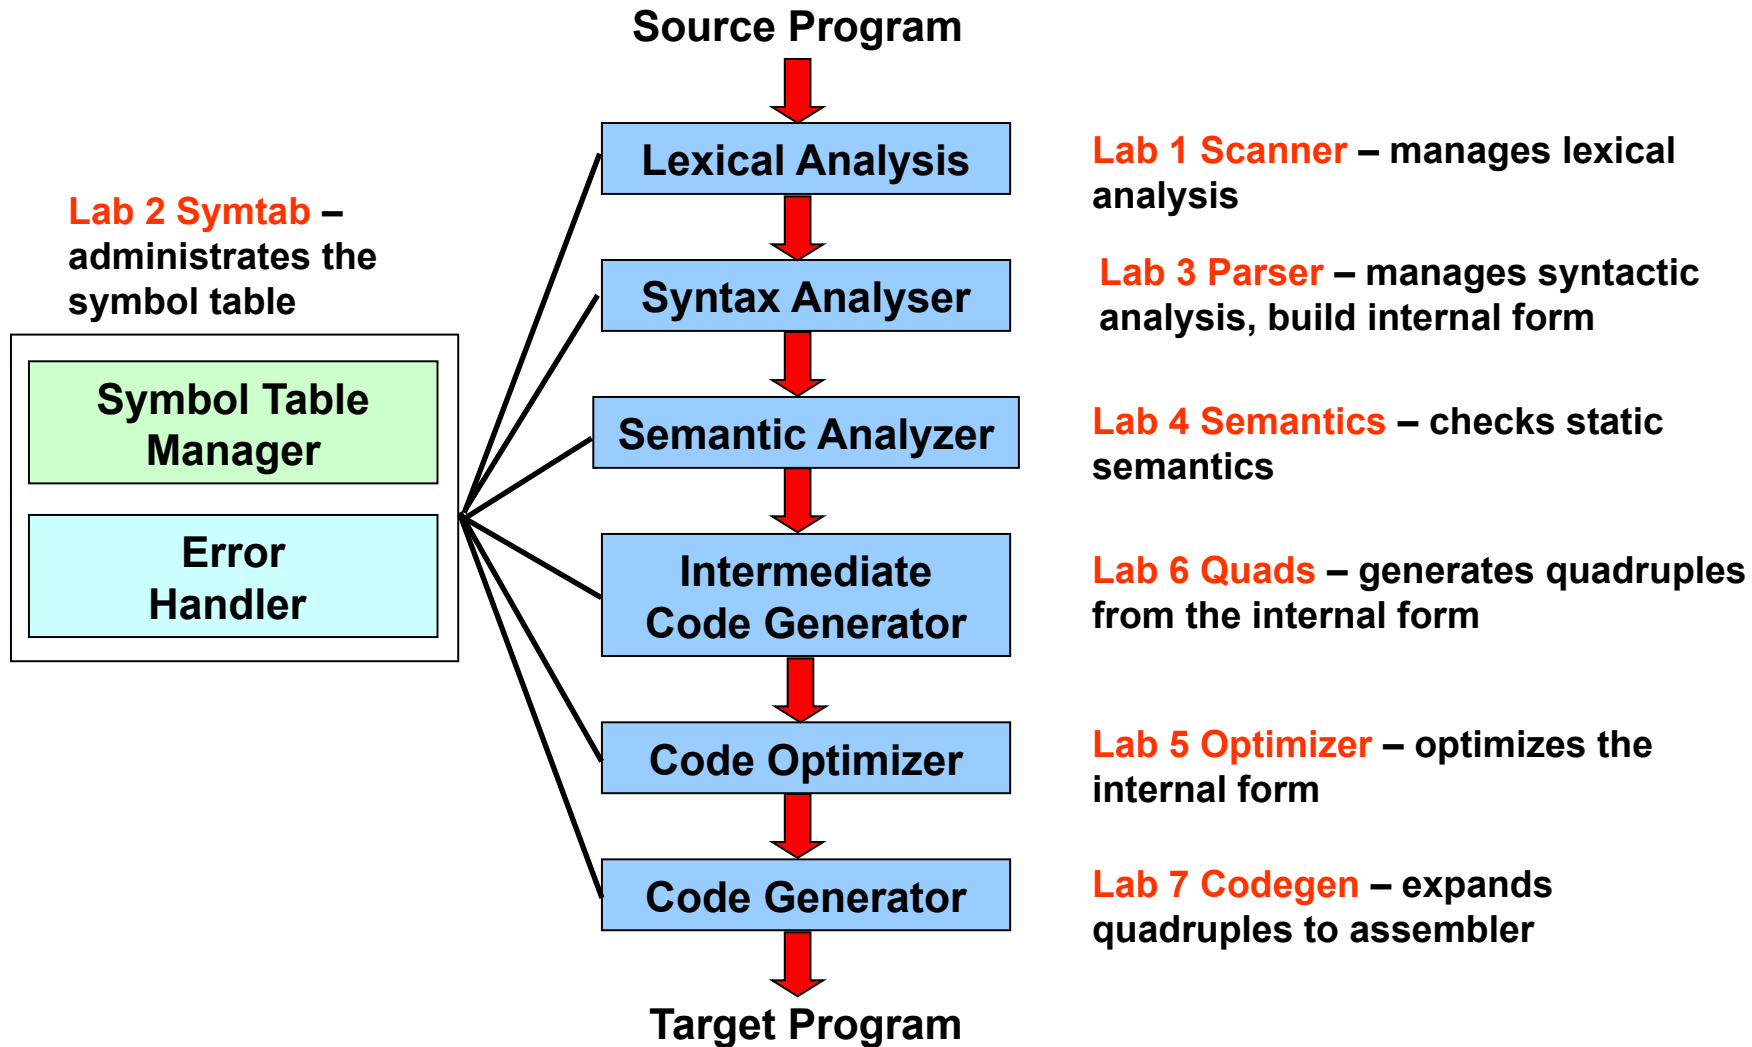 Source Program
Lexical Analysis
Lab 1 Scanner – manages lexical
analysis
Lab 2 Symtab –
administrates the
symbol table
Syntax Analyser
Lab 3 Parser – manages syntactic
analysis, build internal form
Symbol Table
Manager
Semantic Analyzer
Lab 4 Semantics – checks static
semantics
Error
Handler
Intermediate
Code Generator
Lab 6 Quads – generates quadruples
from the internal form
Code Optimizer
Lab 5 Optimizer – optimizes the
internal form
Code Generator
Lab 7 Codegen – expands
quadruples to assembler
Target Program